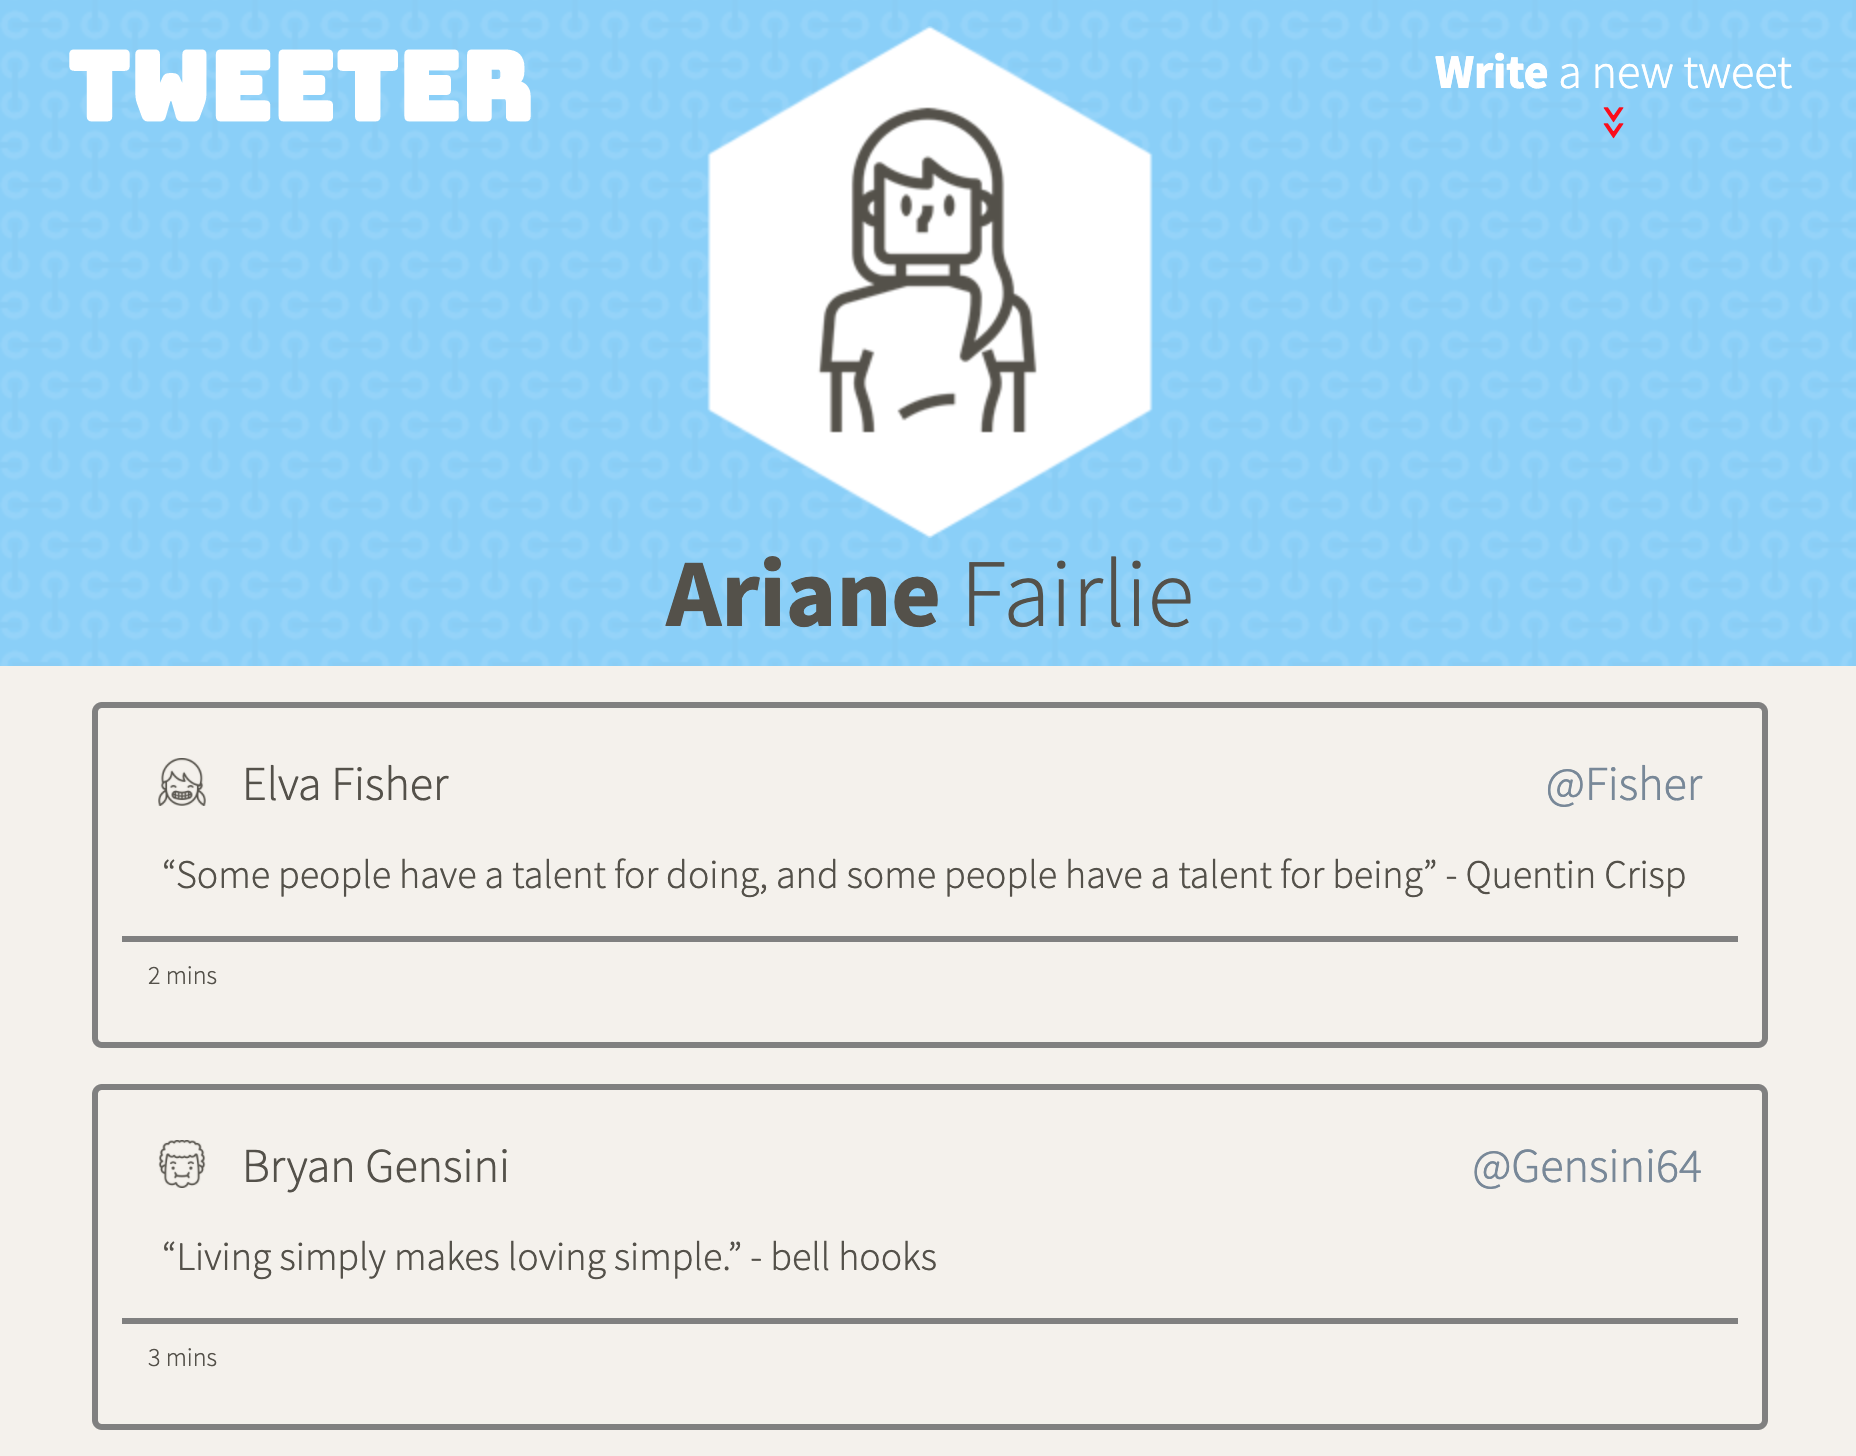 TWEETER
Write a new tweet
Ariane Fairlie
Elva Fisher
@Fisher
“Some people have a talent for doing, and some people have a talent for being” - Quentin Crisp
2 mins
Bryan Gensini
@Gensini64
“Living simply makes loving simple.” - bell hooks
3 mins